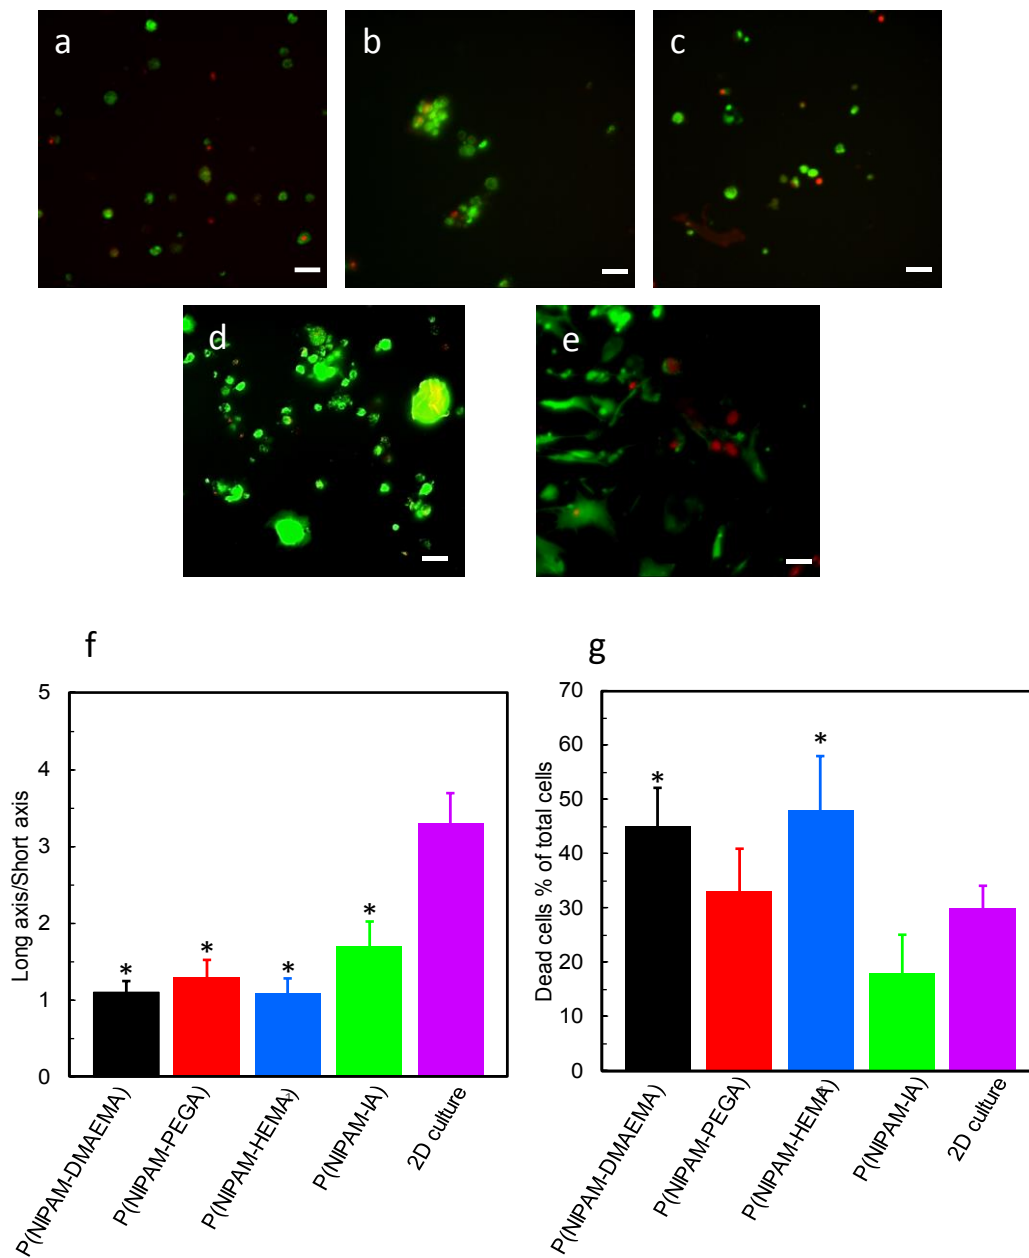 a
b
c
d
e
f
g
5
4
3
2
1
0
Long axis/Short axis
*
*
*
*
P(NIPAM-DMAEMA)
P(NIPAM-PEGA)
P(NIPAM-HEMA)
P(NIPAM-IA)
2D culture
70
60
50
40
30
20
10
0
Dead cells % of total cells
*
*
P(NIPAM-DMAEMA)
P(NIPAM-PEGA)
P(NIPAM-HEMA)
P(NIPAM-IA)
2D culture